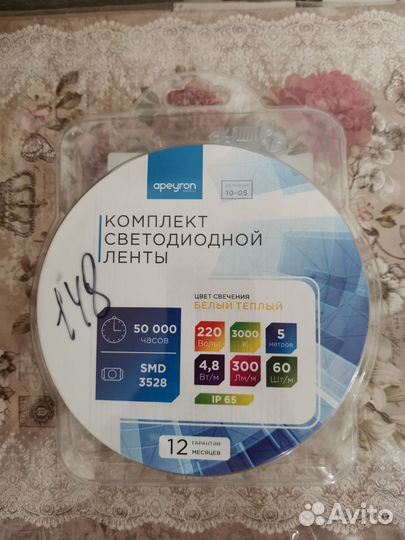 apeyron
артикул
10-05
КОМПЛЕКТ
СВЕТОДИОДНОЙ
ЛЕНТЫ
148
ЦВЕТ СВЕЧЕНИЯ
БЕЛЫЙ ТЕПЛЫЙ
50 000
часов
220
Вольт
3000
К
5
метров
SMD
3528
4,8
Вт/м
300
Лм/м
60
Шт/м
IP 65
12
ГАРАНТИЯ
МЕСЯЦЕВ
Avito